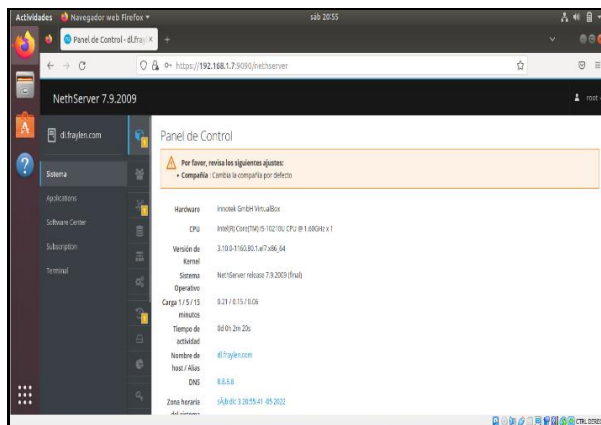 Actividades Navegador web Firefox
sáb 20:55
Panel de Control - dl.fray
https://192.168.1.7:9090/nethserver
NethServer 7.9.2009
root
dl.fraylen.com
Panel de Control
Por favor, revisa los siguientes ajustes:
• Compañía : Cambia la compañía por defecto
Sistema
Applications
Software Center
Subscription
Terminal
Hardware innotek GmbH VirtualBox
CPU Intel(R) Core(TM) i5-10210U CPU @ 1.60GHz x 1
Versión de Kernel 3.10.0-1160.80.1.el7.x86_64
Sistema Operativo NethServer release 7.9.2009 (final)
Carga 1 / 5 / 15 minutos 0.21 / 0.15 / 0.06
Tiempo de actividad 0d 0h 2m 20s
Nombre de host / Alias dl.fraylen.com
DNS 8.8.8.8
Zona horaria del sistema 3 20:55:41 -05 2022
CTRL DERECHA